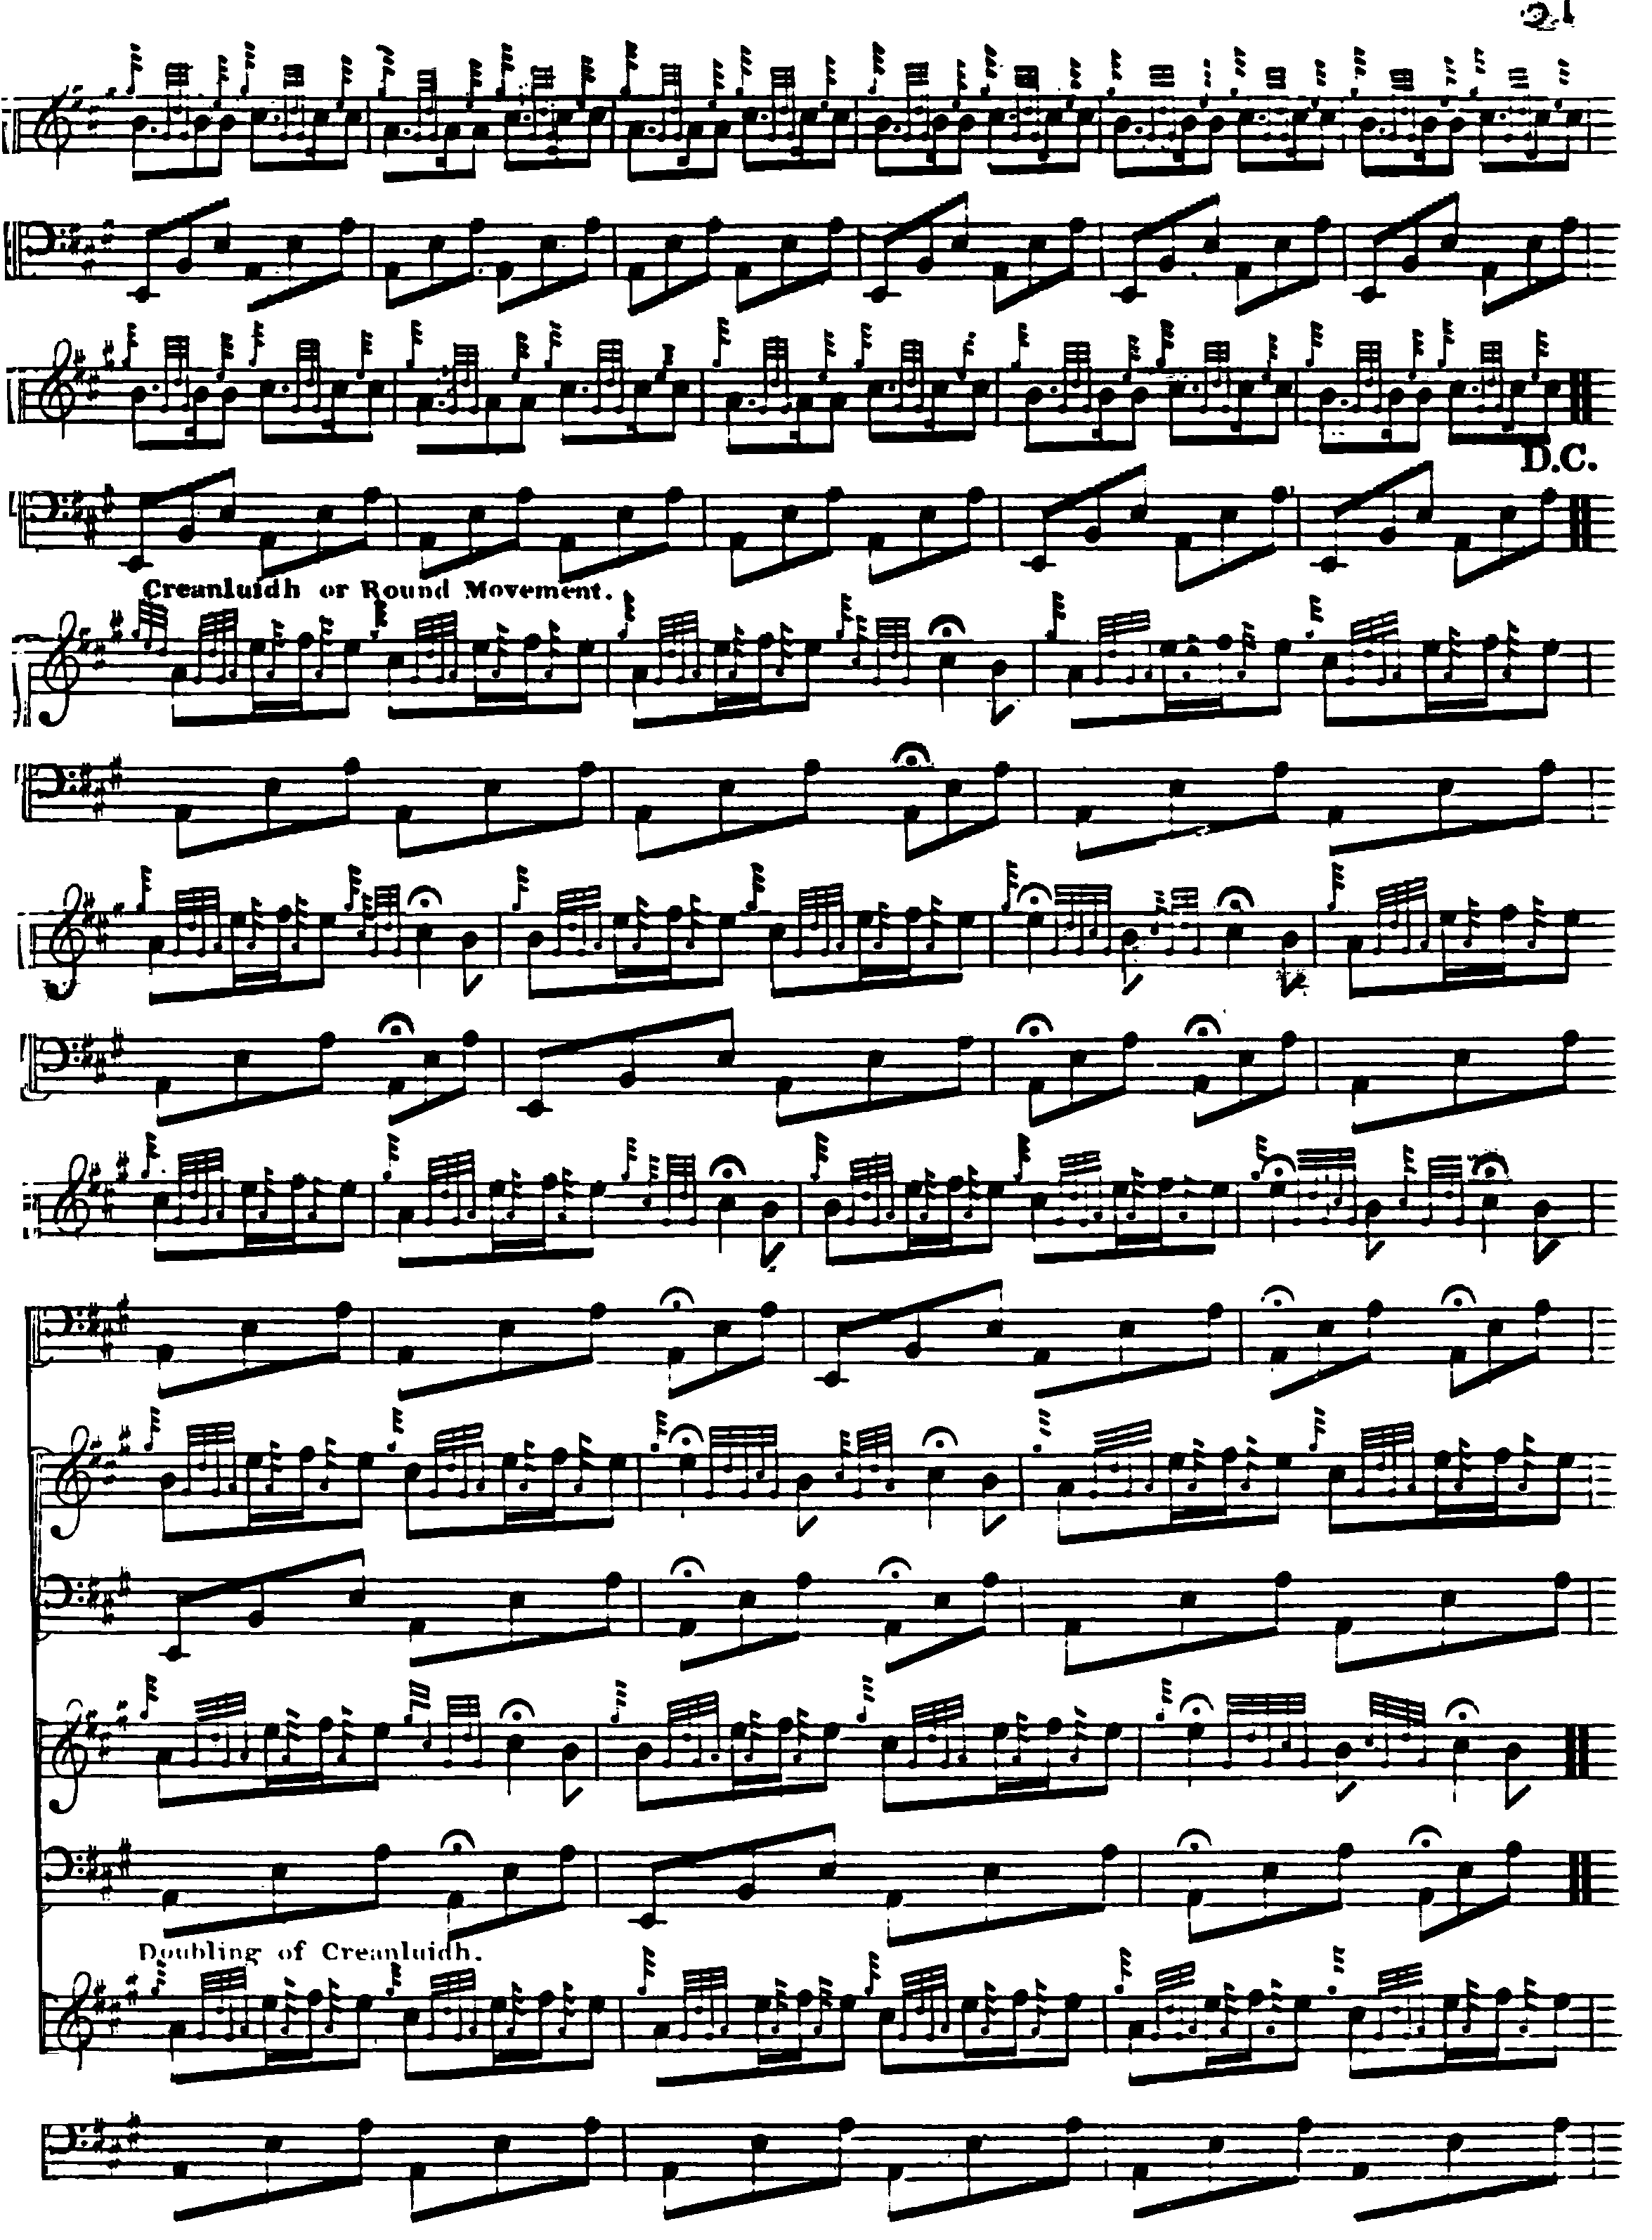 21
D.C.
Creanluidh or Round Movement.
Doubling of Creanluidh.